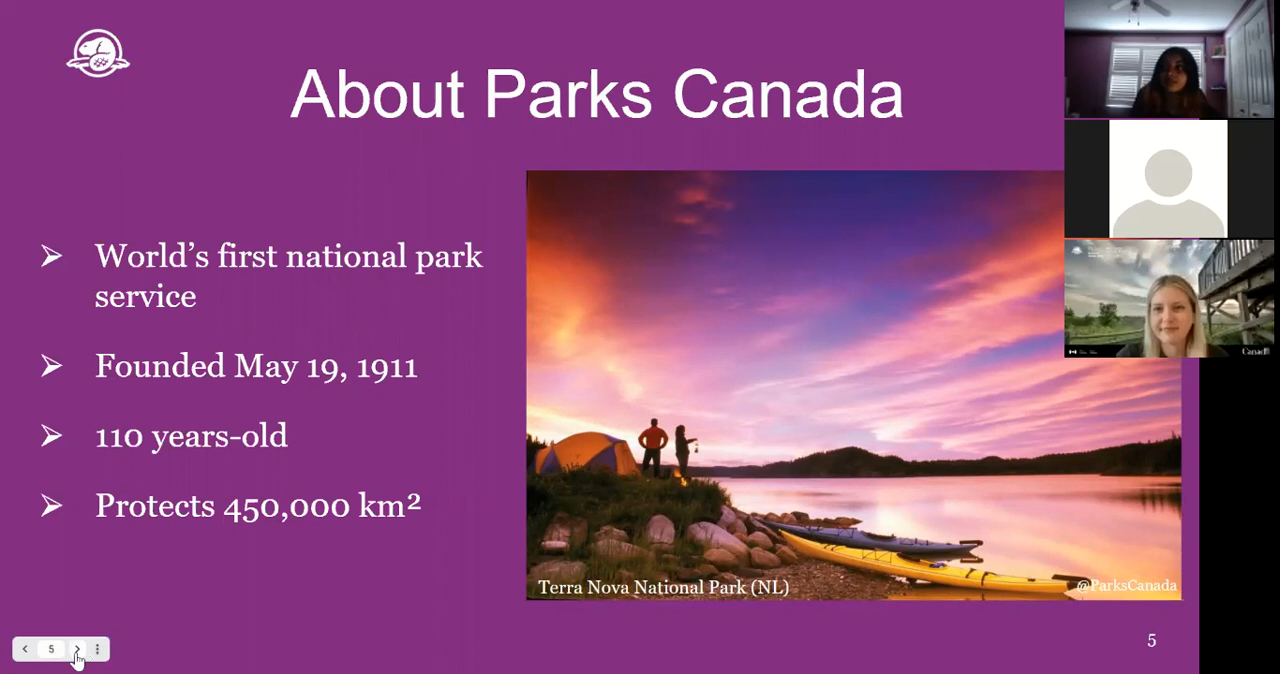 About Parks Canada
➢ World's first national park
service
➢ Founded May 19, 1911
➢ 110 years-old
➢ Protects 450,000 km²
Terra Nova National Park (NL)
@ParksCanada
Canada
5
5